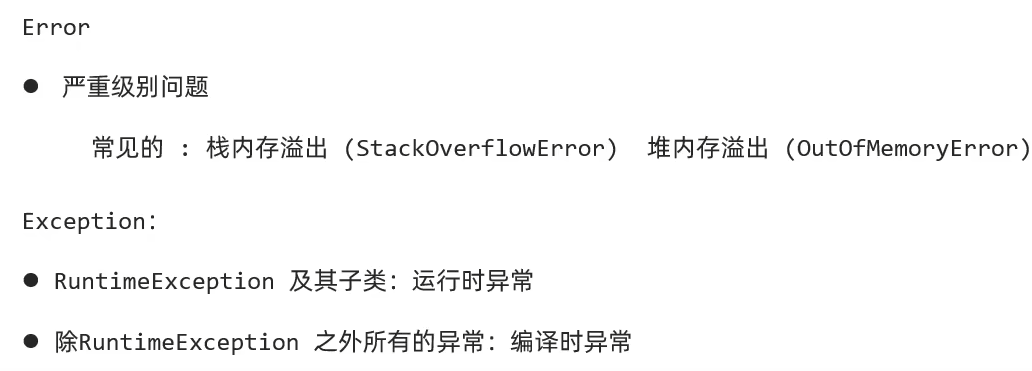 Error
● 严重级别问题
常见的 : 栈内存溢出 (StackOverflowError) 堆内存溢出 (OutOfMemoryError)
Exception:
● RuntimeException 及其子类: 运行时异常
● 除RuntimeException 之外所有的异常: 编译时异常